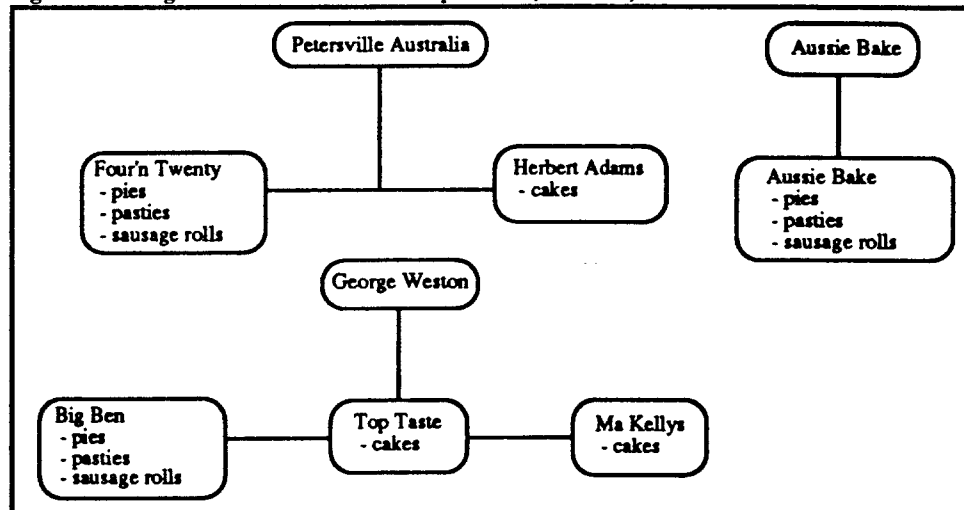 Petersville Australia
Aussie Bake
Four'n Twenty
- pies
- pasties
- sausage rolls
Herbert Adams
- cakes
Aussie Bake
- pies
- pasties
- sausage rolls
George Weston
Big Ben
- pies
- pasties
- sausage rolls
Top Taste
- cakes
Ma Kellys
- cakes